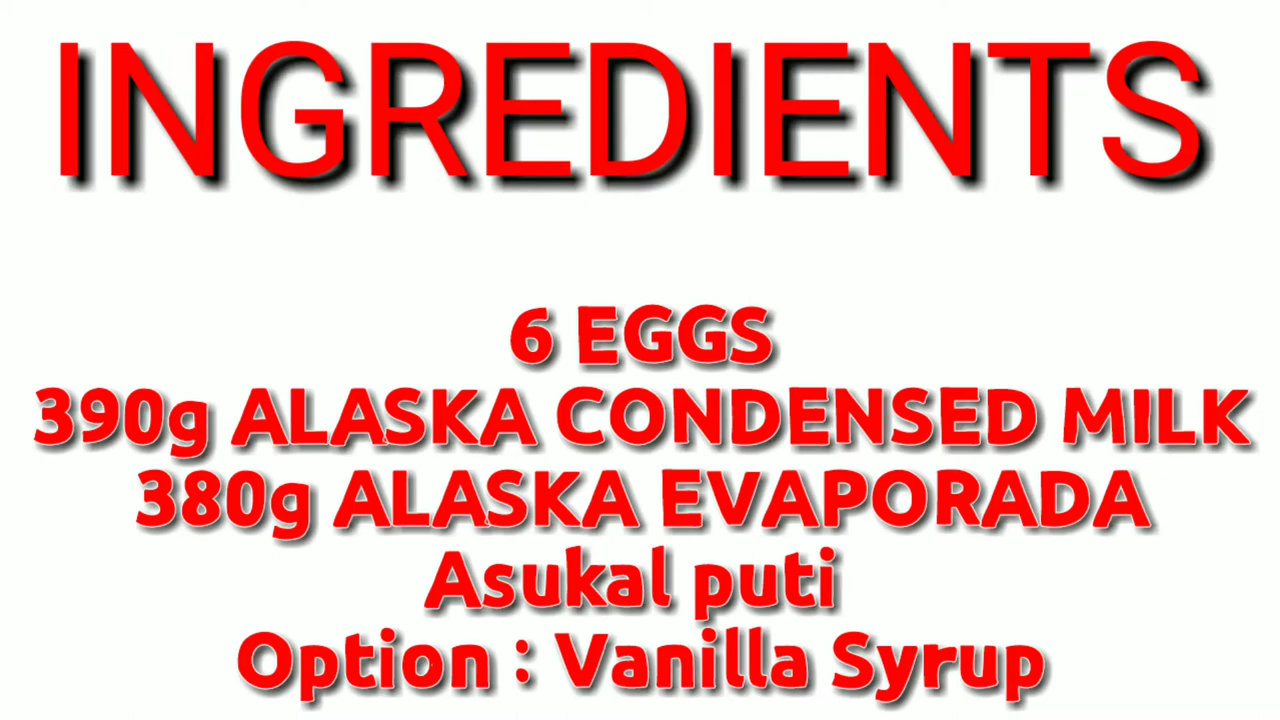 INGREDIENTS
6 EGGS
390g ALASKA CONDENSED MILK
380g ALASKA EVAPORADA
Asukal puti
Option : Vanilla Syrup